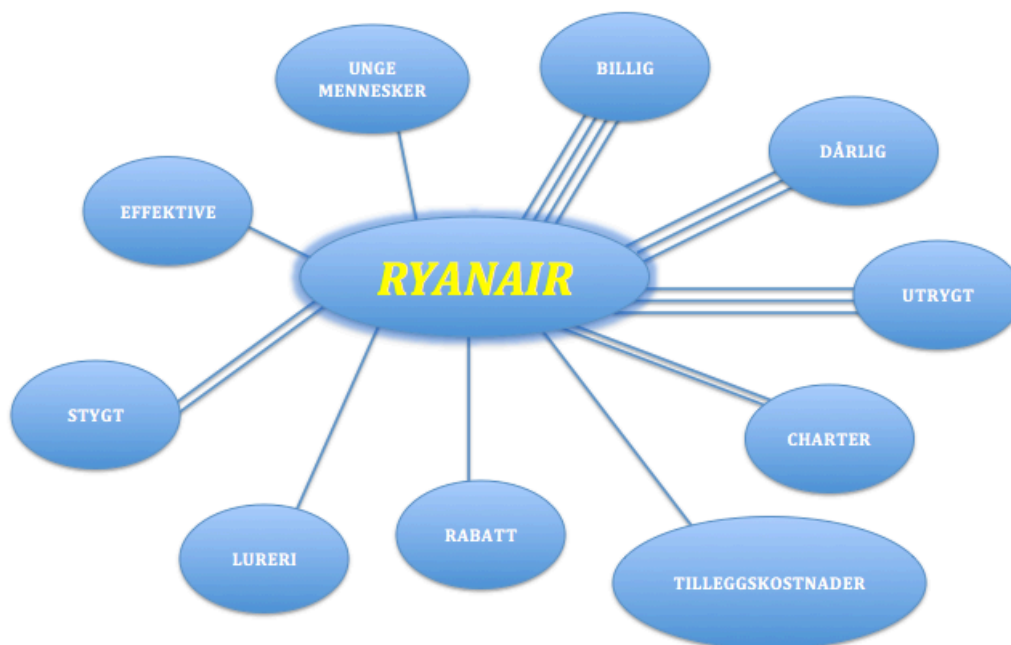 UNGE
MENNESKER
BILLIG
DÅRLIG
EFFEKTIVE
RYANAIR
UTRYGT
STYGT
CHARTER
LURERI
RABATT
TILLEGGSKOSTNADER